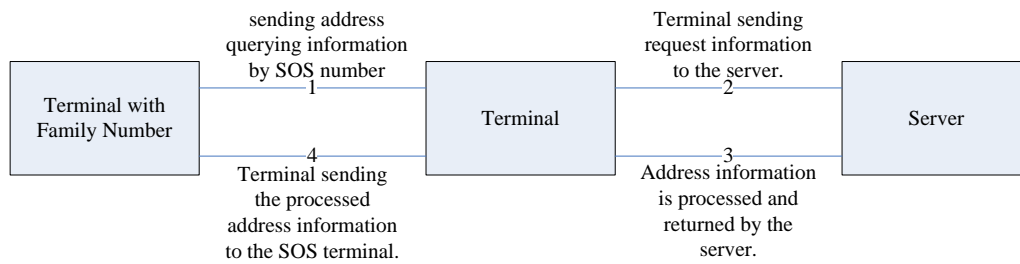 sending address
querying information
by SOS number
1
Terminal sending
request information
to the server.
2
Terminal with
Family Number
Terminal
Server
4
Terminal sending
the processed
address information
to the SOS terminal.
3
Address information
is processed and
returned by the
server.